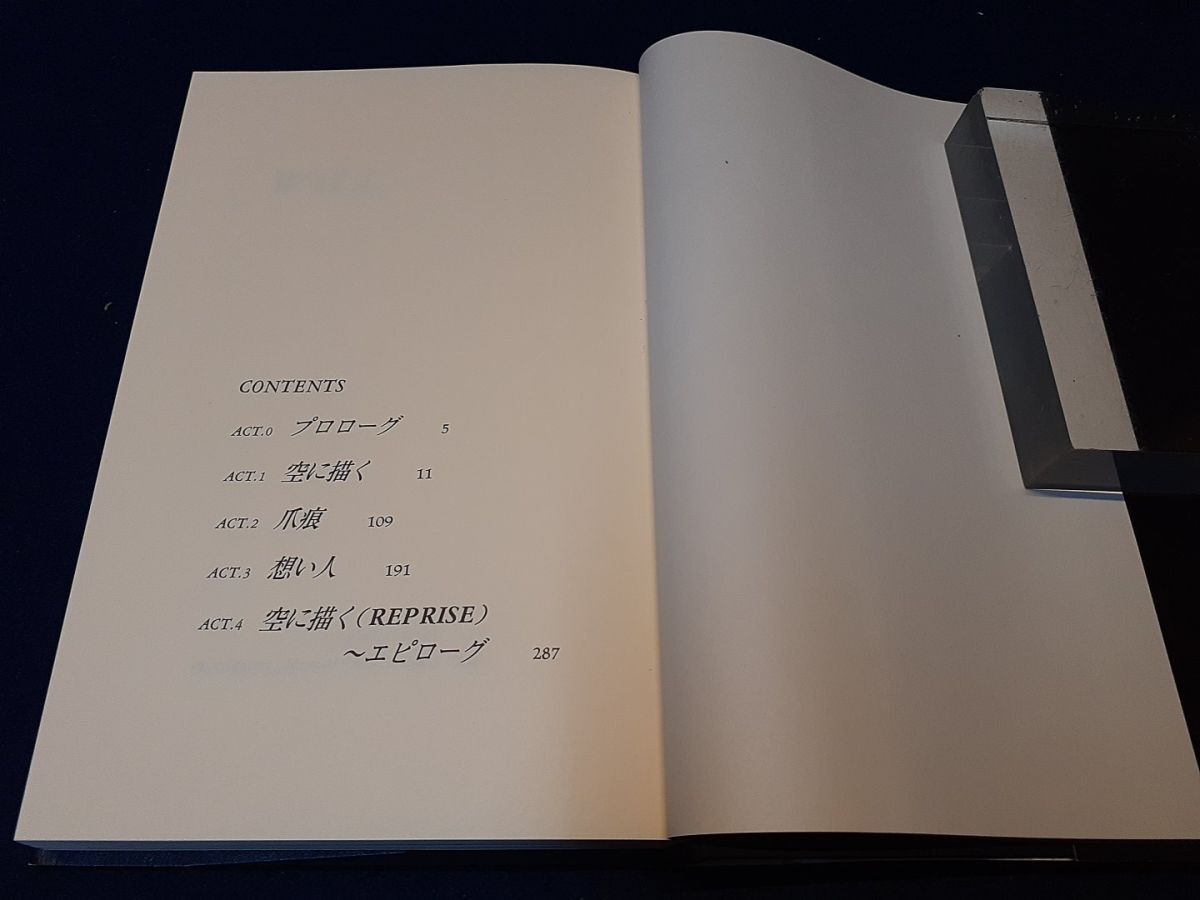 CONTENTS
ACT.0 プロローグ 5
ACT.1 空に描く 11
ACT.2 爪痕 109
ACT.3 想い人 191
ACT.4 空に描く(REPRISE)
～エピローグ 287